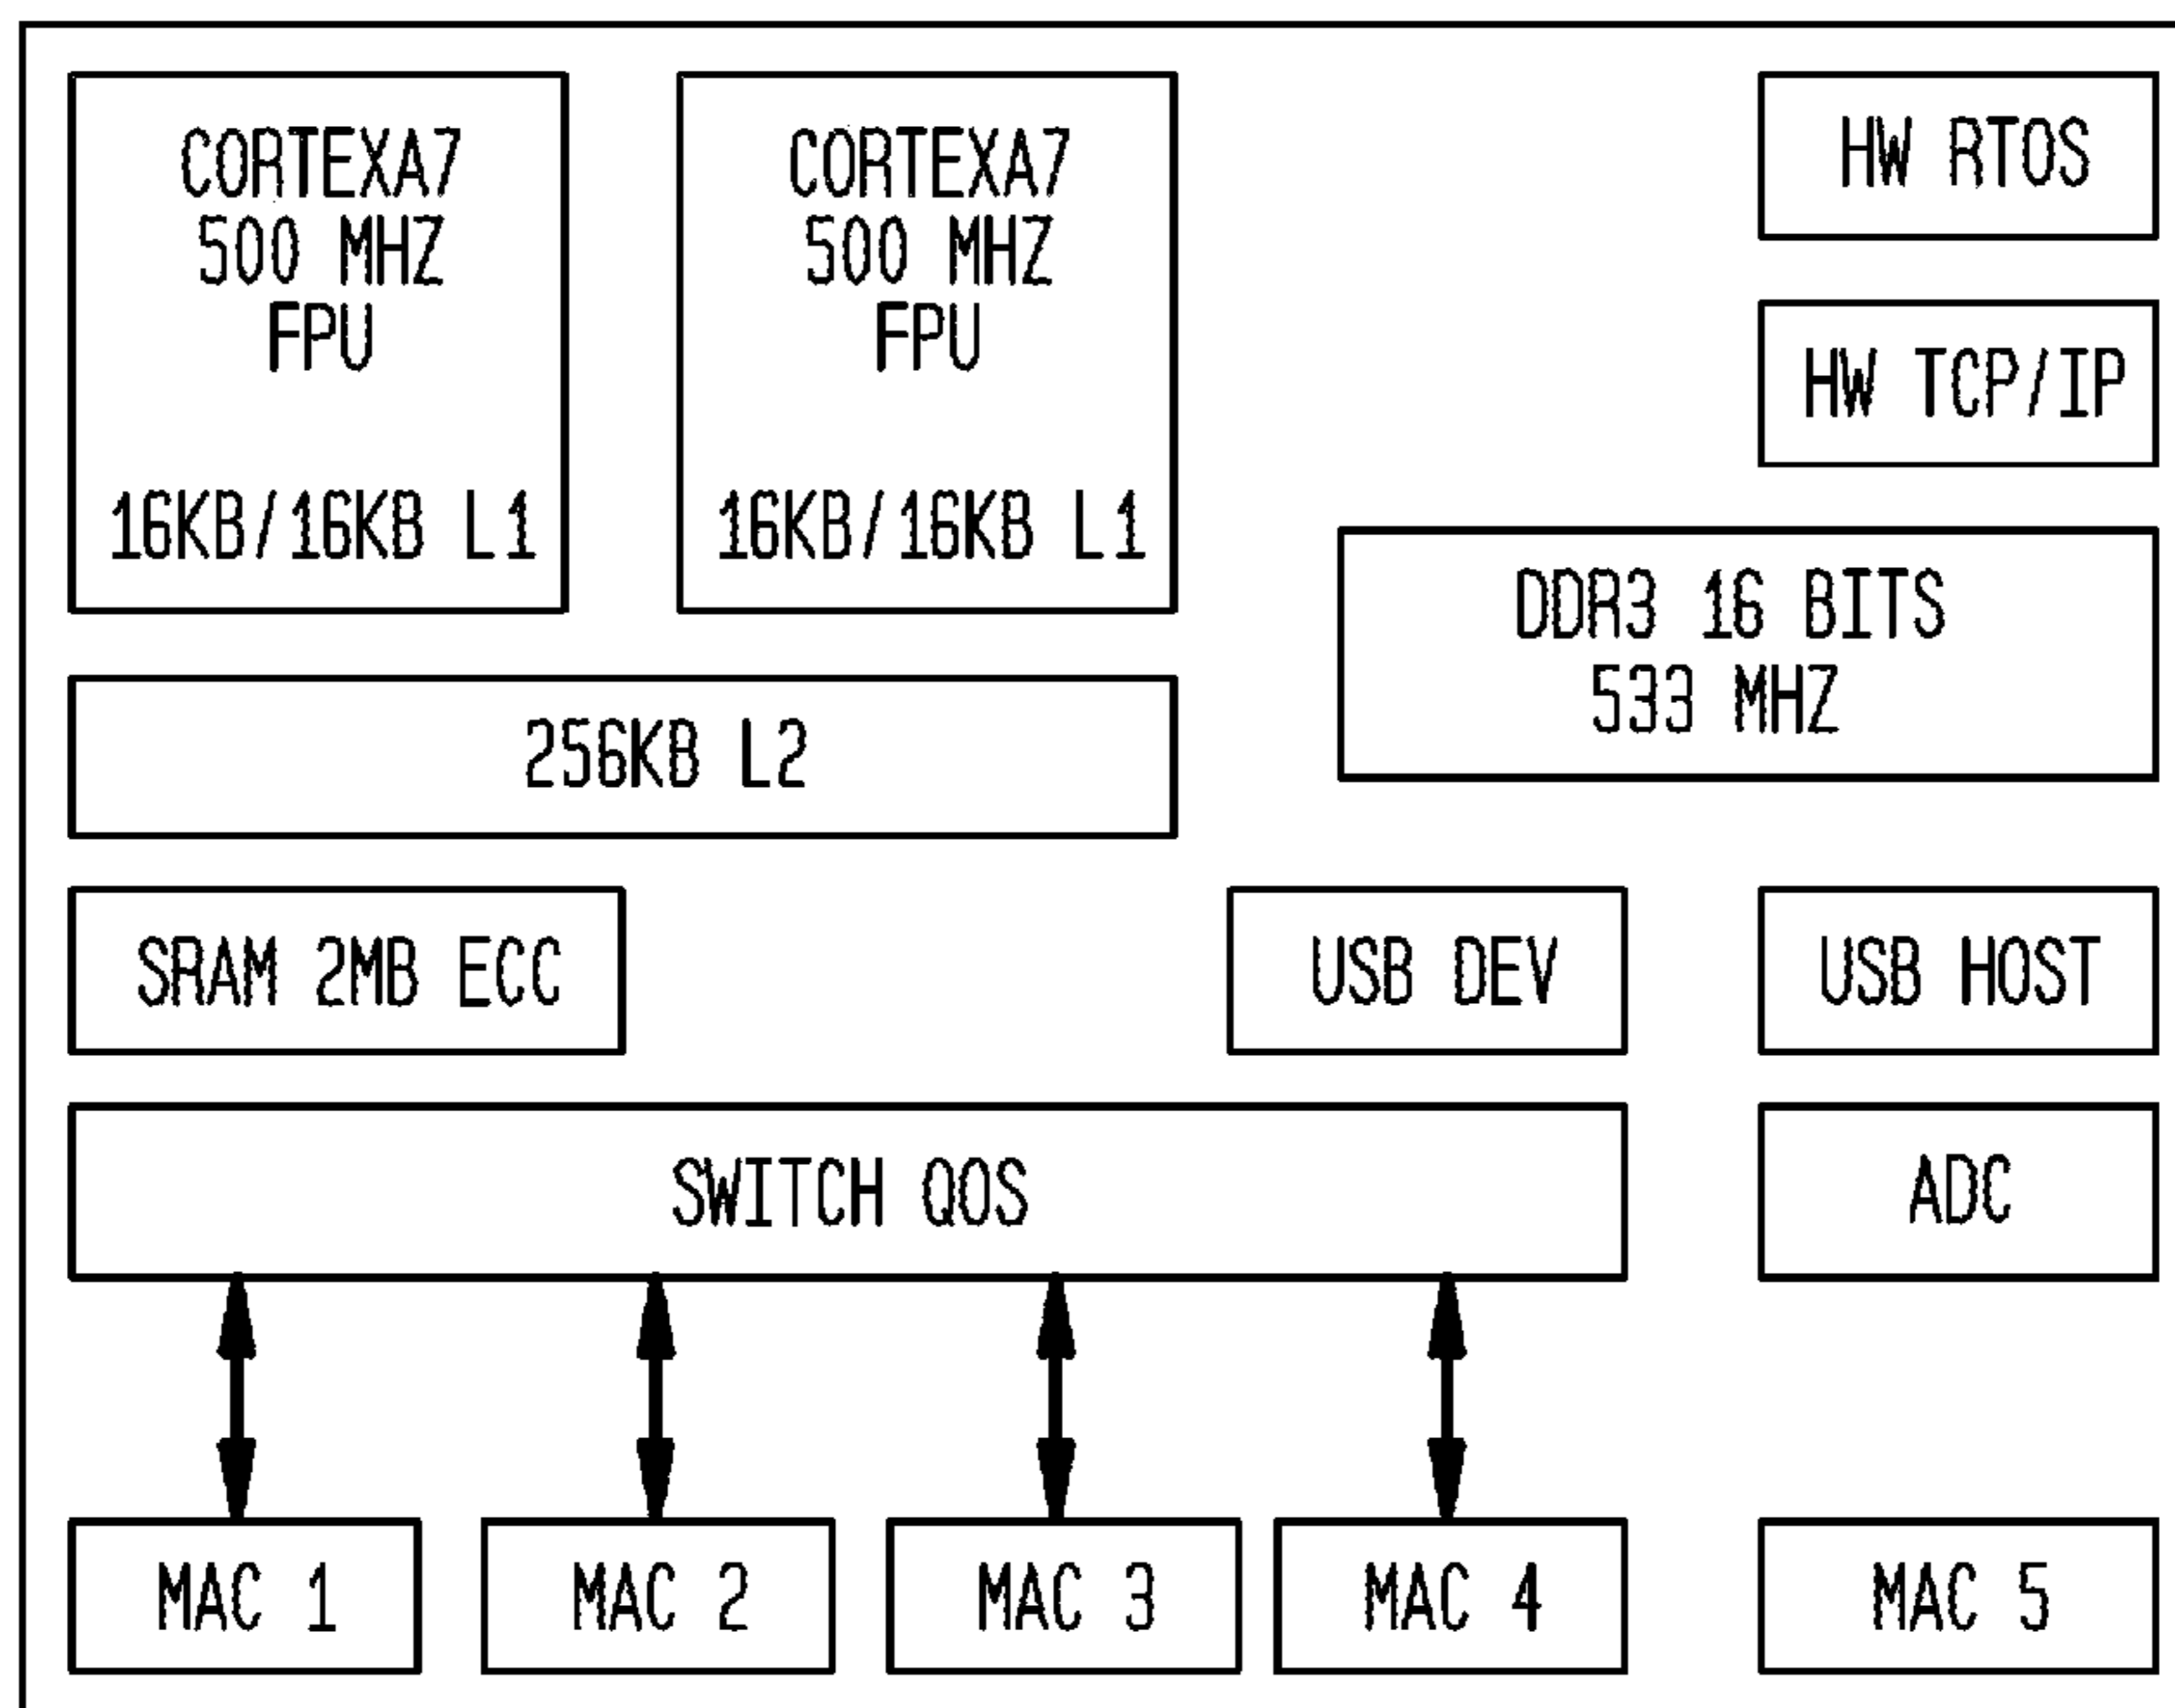 CORTEXA7
500 MHZ
FPU
16KB/16KB L1
CORTEXA7
500 MHZ
FPU
16KB/16KB L1
HW RTOS
HW TCP/IP
DDR3 16 BITS
533 MHZ
256KB L2
SRAM 2MB ECC
USB DEV
USB HOST
SWITCH QOS
ADC
MAC 1
MAC 2
MAC 3
MAC 4
MAC 5